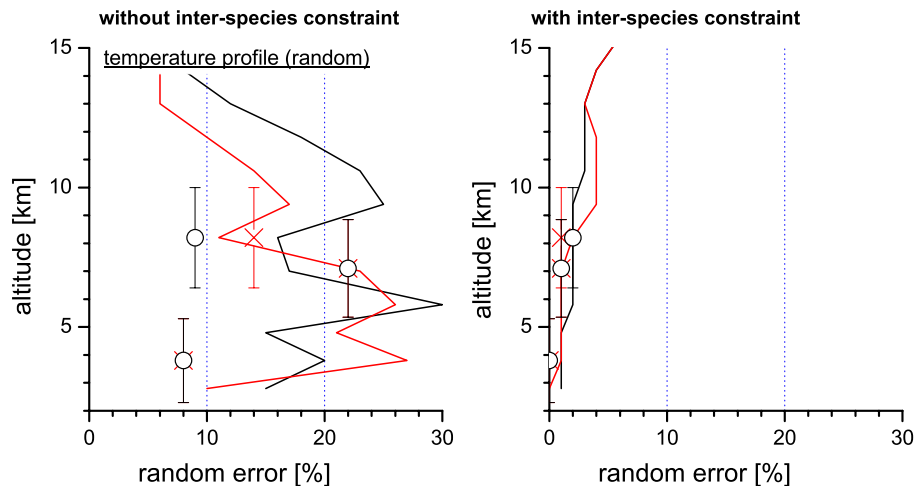 without inter-species constraint
with inter-species constraint
temperature profile (random)
15
10
5
altitude [km]
0
10
20
30
random error [%]
15
10
5
altitude [km]
0
10
20
30
random error [%]